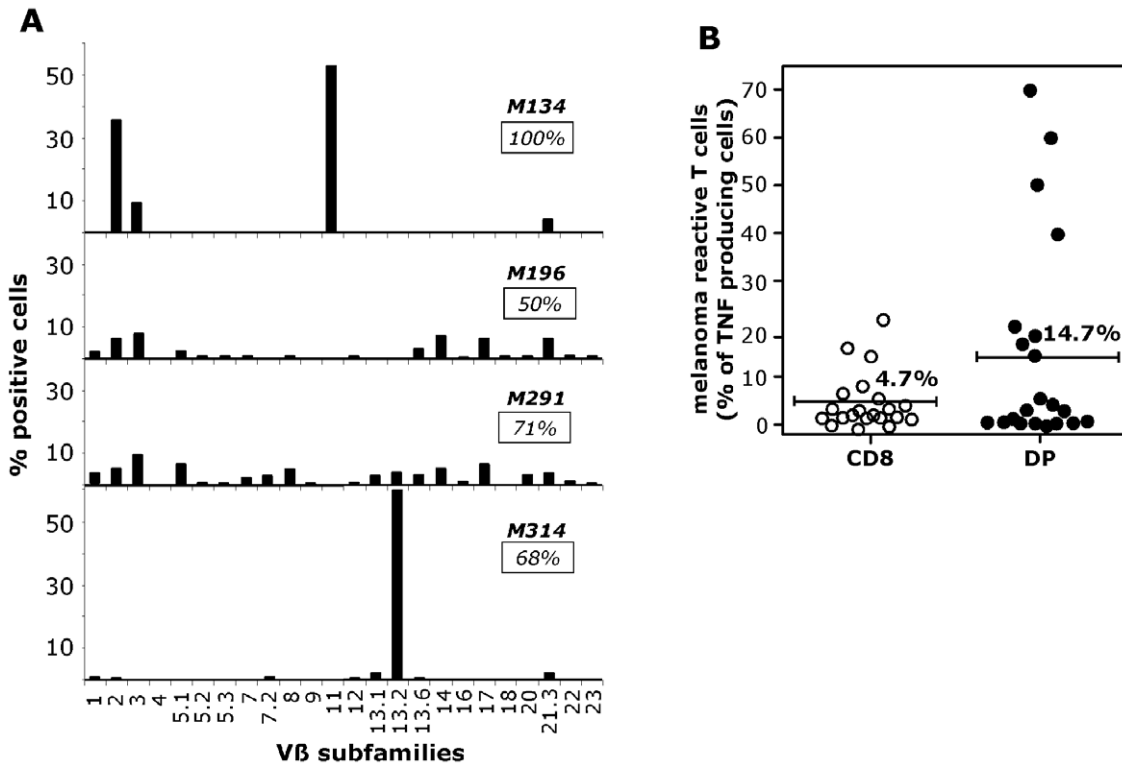 A
% positive cells
50
30
10
M134
100%
30
10
M196
50%
30
10
M291
71%
50
30
10
M314
68%
1 2 3 4 5.1 5.2 5.3 7 7.2 8 9 11 12 13.1 13.2 13.6 14 16 17 18 20 21.3 22 23
Vß subfamilies
B
melanoma reactive T cells
(% of TNF producing cells)
70
60
50
40
30
20
10
0
4.7%
14.7%
CD8 DP